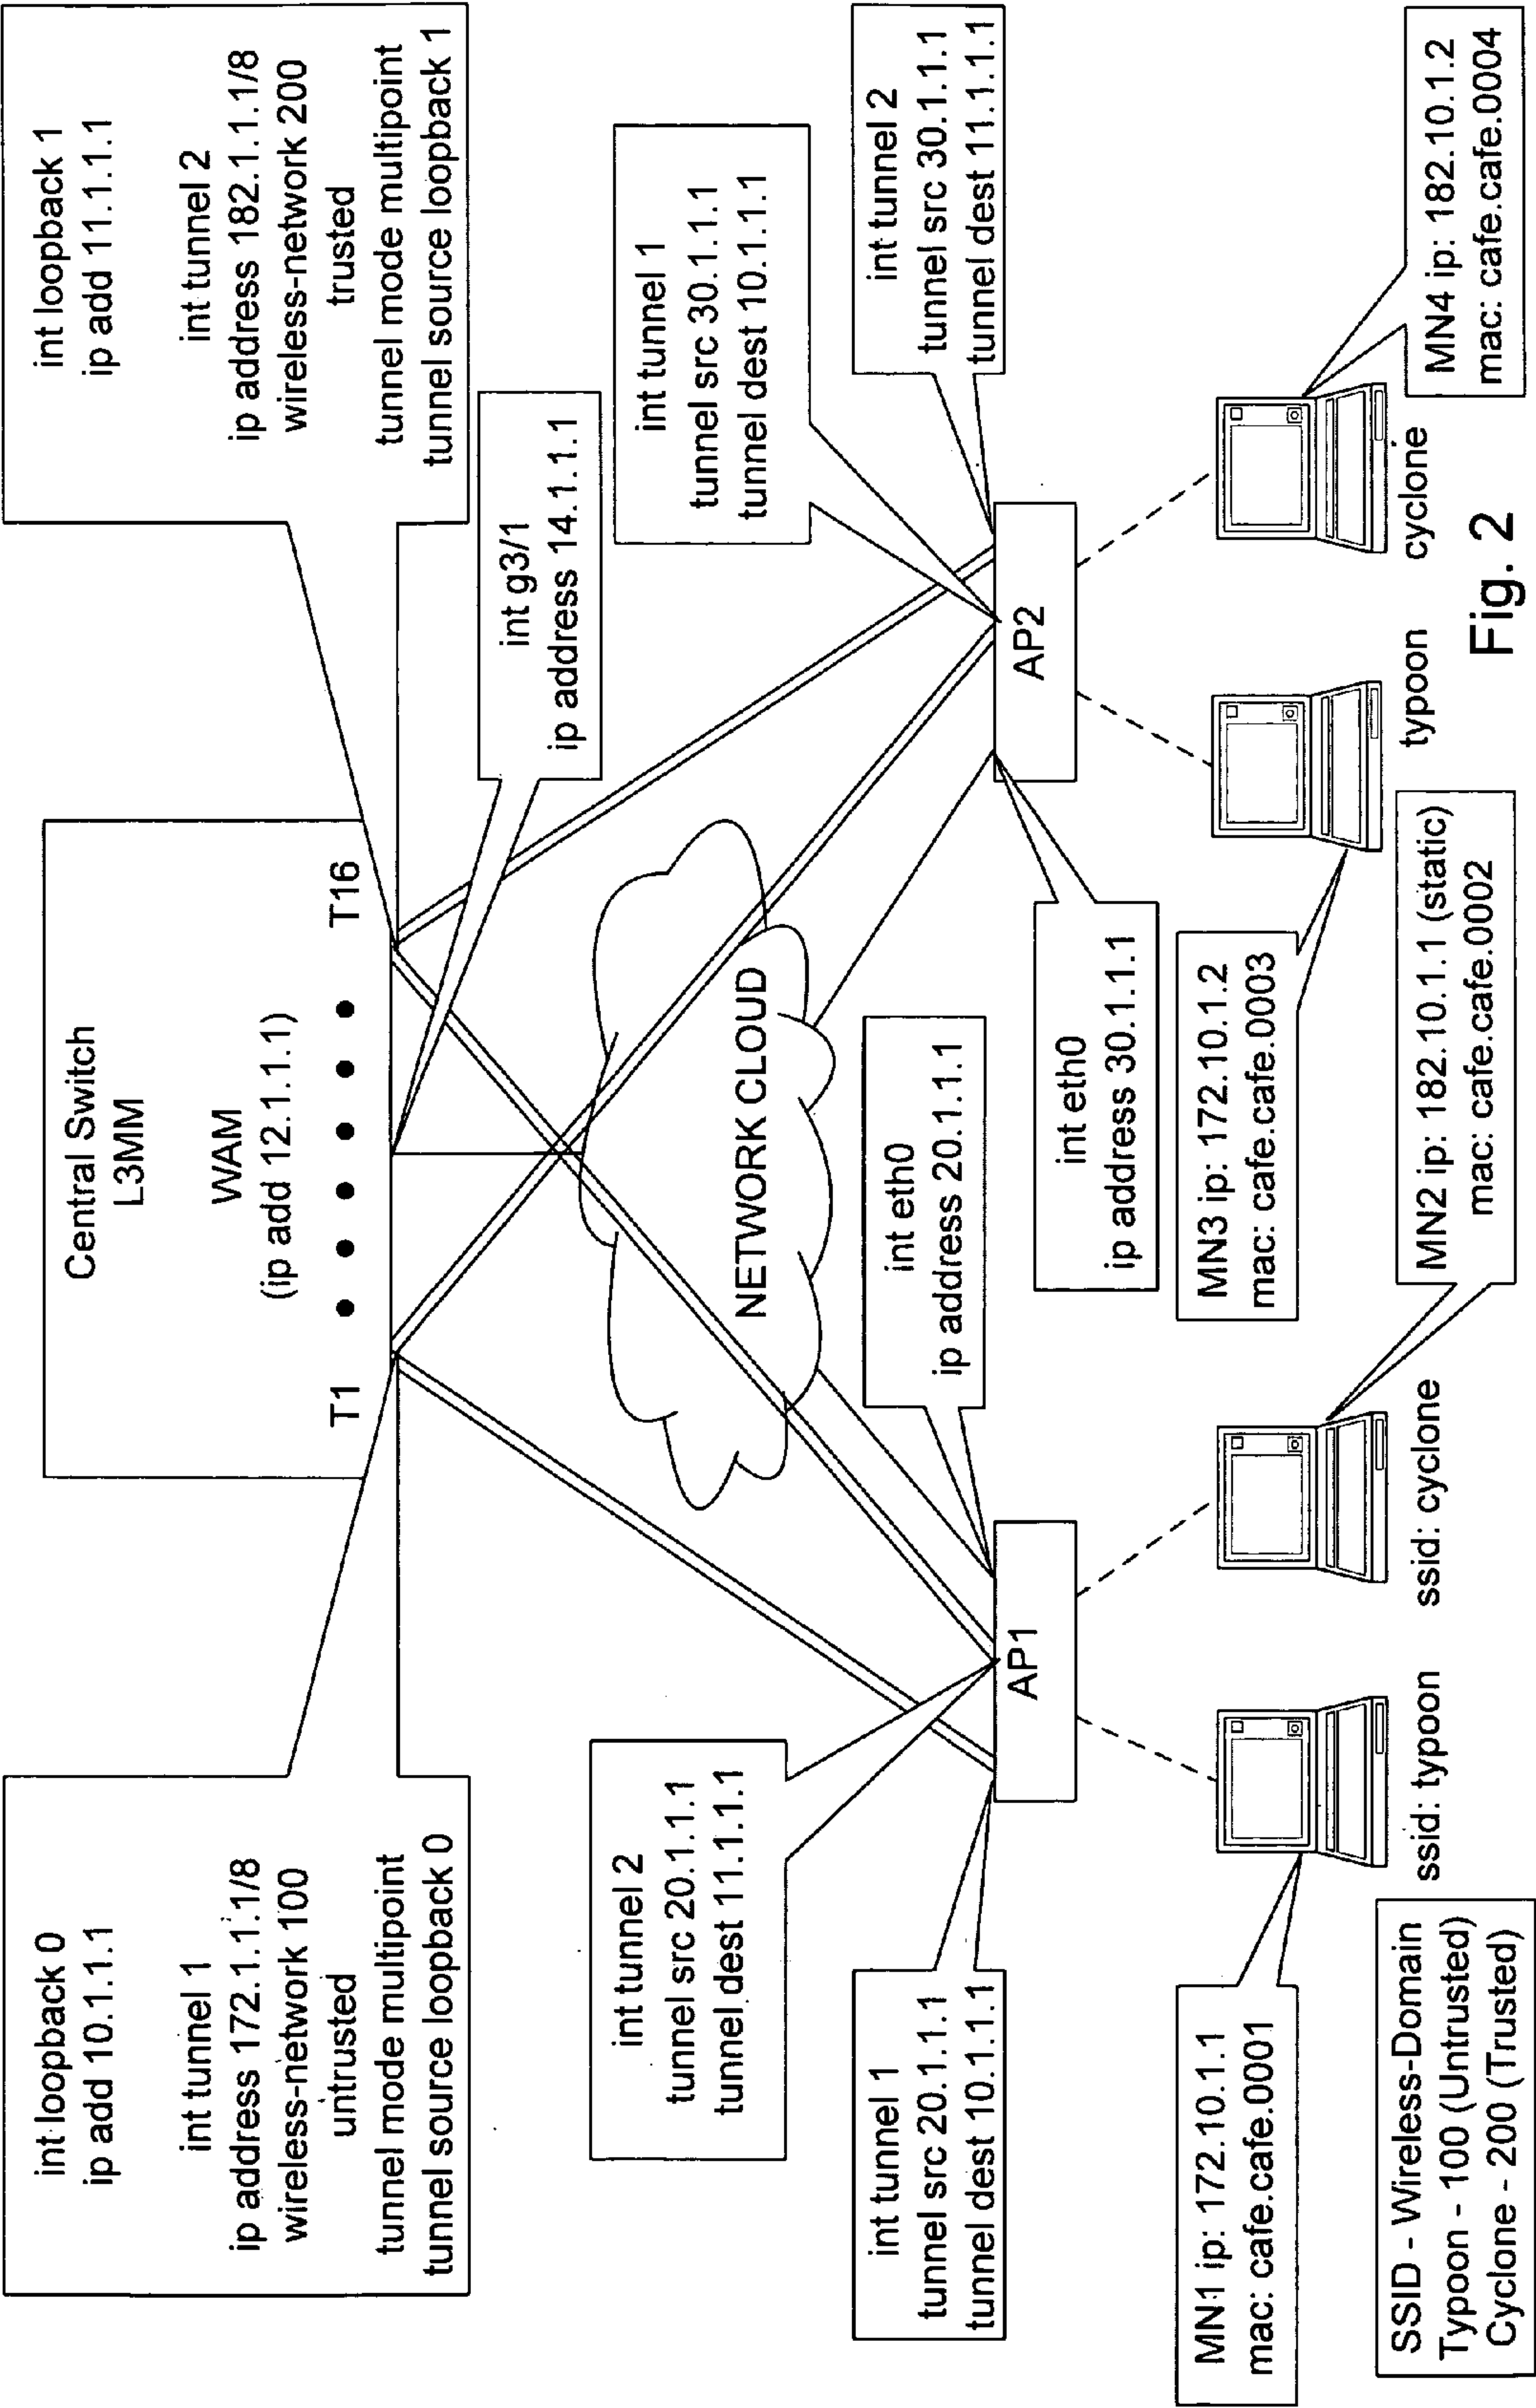 int loopback 0
ip add 10.1.1.1
int tunnel 1
ip address 172.1.1.1/8
wireless-network 100
untrusted
tunnel mode multipoint
tunnel source loopback 0
Central Switch
L3MM
WAM
(ip add 12.1.1.1)
T1
T16
int loopback 1
ip add 11.1.1.1
int tunnel 2
ip address 182.1.1.1/8
wireless-network 200
trusted
tunnel mode multipoint
tunnel source loopback 1
int g3/1
ip address 14.1.1.1
int tunnel 2
tunnel src 20.1.1.1
tunnel dest 11.1.1.1
int tunnel 1
tunnel src 30.1.1.1
tunnel dest 10.1.1.1
NETWORK CLOUD
int tunnel 1
tunnel src 20.1.1.1
tunnel dest 10.1.1.1
int eth0
ip address 20.1.1.1
int tunnel 2
tunnel src 30.1.1.1
tunnel dest 11.1.1.1
AP1
AP2
int eth0
ip address 30.1.1.1
MN1 ip: 172.10.1.1
mac: cafe.cafe.0001
MN3 ip: 172.10.1.2
mac: cafe.cafe.0003
ssid: typoon
ssid: cyclone
typoon
cyclone
MN2 ip: 182.10.1.1 (static)
mac: cafe.cafe.0002
MN4 ip: 182.10.1.2
mac: cafe.cafe.0004
SSID - Wireless-Domain
Typoon - 100 (Untrusted)
Cyclone - 200 (Trusted)
Fig. 2